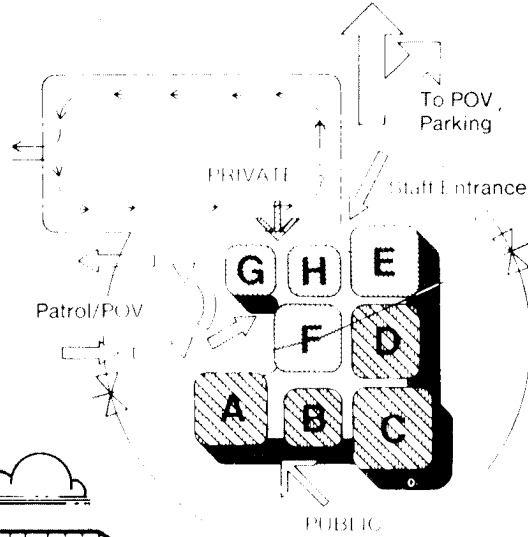 To POV,
Parking
PRIVATE
Staff Entrance
G H E
Patrol/POV
F D
A B C
PUBLIC